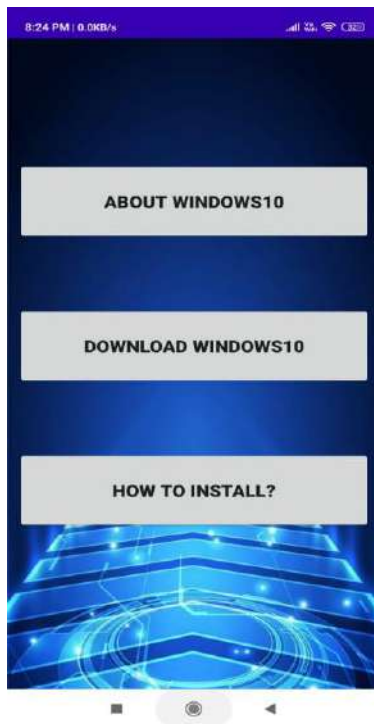 8:24 PM | 0.0KB/s
ABOUT WINDOWS10
DOWNLOAD WINDOWS10
HOW TO INSTALL?